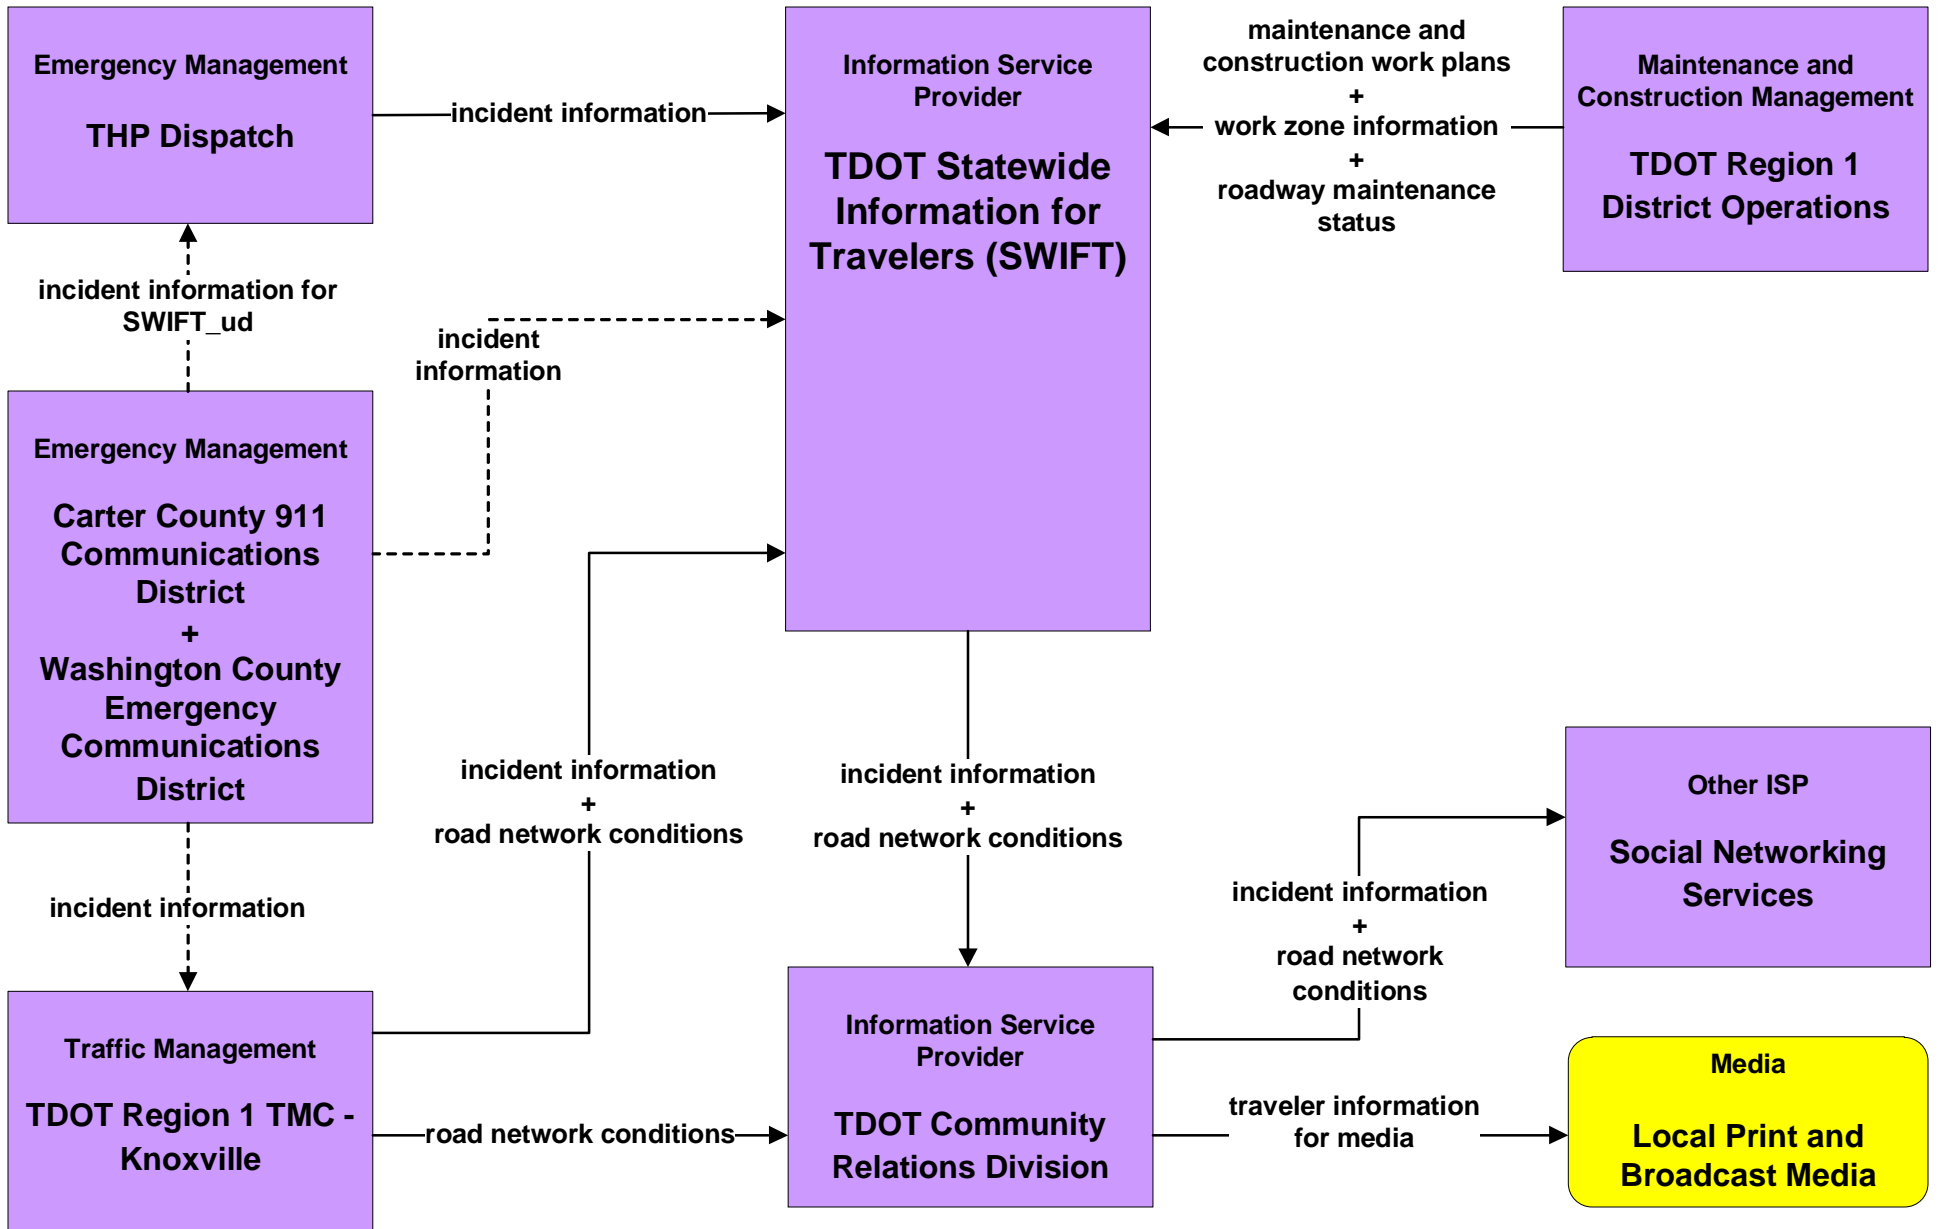 Emergency Management
THP Dispatch
incident information
Information Service
Provider
TDOT Statewide
Information for
Travelers (SWIFT)
maintenance and
construction work plans
+
work zone information
+
roadway maintenance
status
Maintenance and
Construction Management
TDOT Region 1
District Operations
incident information for
SWIFT_ud
incident
information
Emergency Management
Carter County 911
Communications
District
+
Washington County
Emergency
Communications
District
incident information
+
road network conditions
incident information
+
road network conditions
Other ISP
Social Networking
Services
incident information
incident information
+
road network
conditions
Traffic Management
TDOT Region 1 TMC -
Knoxville
road network conditions
Information Service
Provider
TDOT Community
Relations Division
traveler information
for media
Media
Local Print and
Broadcast Media